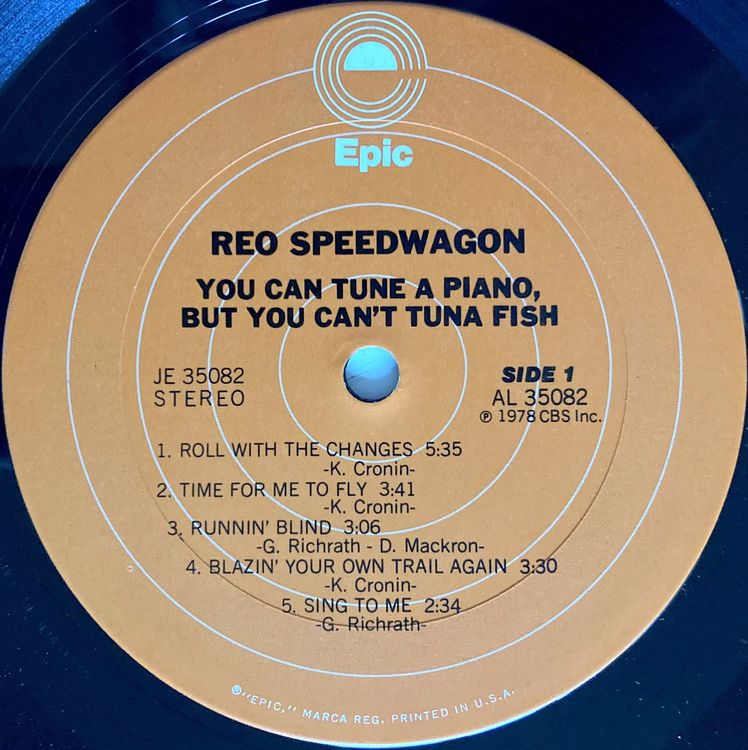 Epic
REO SPEEDWAGON
YOU CAN TUNE A PIANO,
BUT YOU CAN'T TUNA FISH
JE 35082
STEREO
SIDE 1
AL 35082
℗ 1978 CBS Inc.
1. ROLL WITH THE CHANGES 5:35
-K. Cronin-
2. TIME FOR ME TO FLY 3:41
-K. Cronin-
3. RUNNIN' BLIND 3:06
-G. Richrath - D. Mackron-
4. BLAZIN' YOUR OWN TRAIL AGAIN 3:30
-K. Cronin-
5. SING TO ME 2:34
-G. Richrath-
®"EPIC," MARCA REG. PRINTED IN U.S.A.